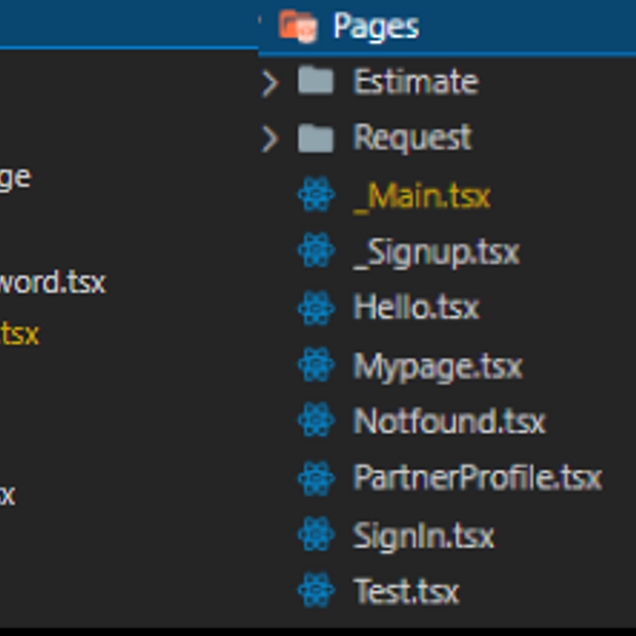 ge
word.tsx
.tsx
x
Pages
Estimate
Request
_Main.tsx
_Signup.tsx
Hello.tsx
Mypage.tsx
Notfound.tsx
PartnerProfile.tsx
SignIn.tsx
Test.tsx